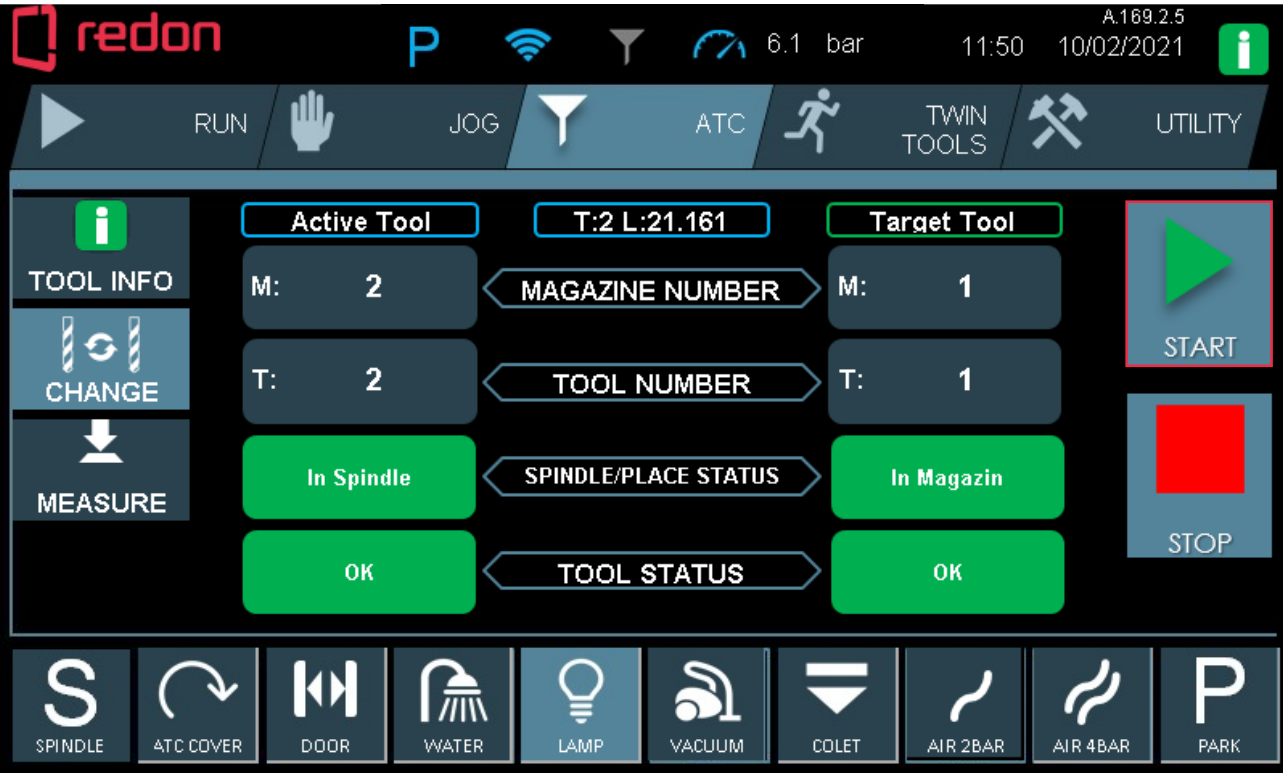 redon
P
6.1 bar
11:50
A.169.2.5
10/02/2021
i
RUN
JOG
ATC
TWIN
TOOLS
UTILITY
i
TOOL INFO
CHANGE
MEASURE
Active Tool
T:2 L:21.161
Target Tool
M: 2
MAGAZINE NUMBER
M: 1
T: 2
TOOL NUMBER
T: 1
In Spindle
SPINDLE/PLACE STATUS
In Magazin
OK
TOOL STATUS
OK
START
STOP
S
SPINDLE
ATC COVER
DOOR
WATER
LAMP
VACUUM
COLET
AIR 2BAR
AIR 4BAR
P
PARK